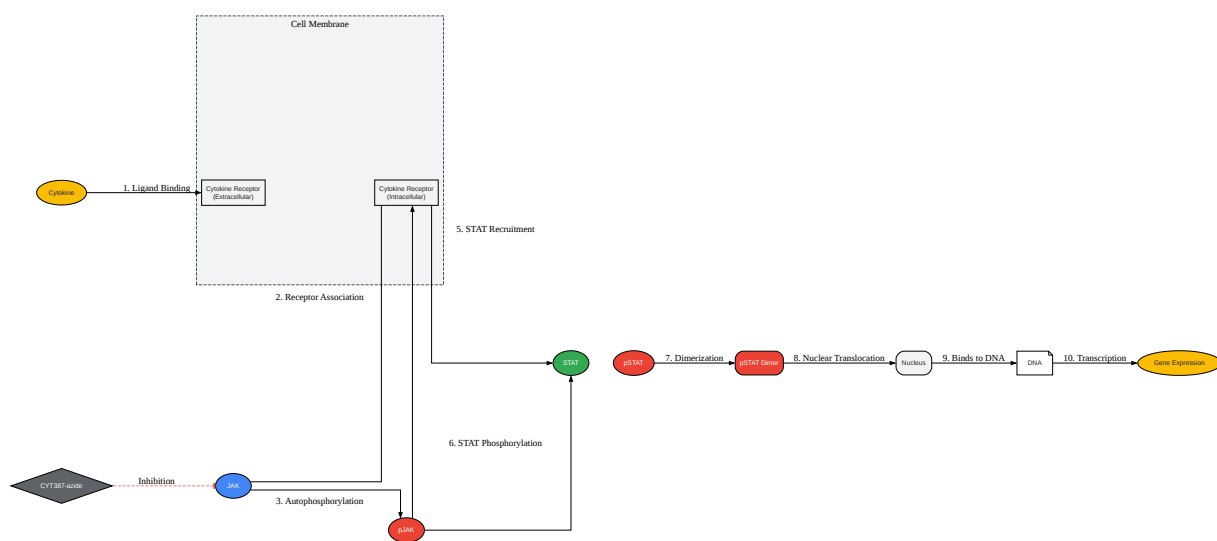 Cell Membrane
Cytokine
1. Ligand Binding
Cytokine Receptor
(Extracellular)
Cytokine Receptor
(Intracellular)
5. STAT Recruitment
2. Receptor Association
STAT
pSTAT
7. Dimerization
pSTAT Dimer
8. Nuclear Translocation
Nucleus
9. Binds to DNA
DNA
10. Transcription
Gene Expression
6. STAT Phosphorylation
CYT387-azide
Inhibition
JAK
3. Autophosphorylation
pJAK